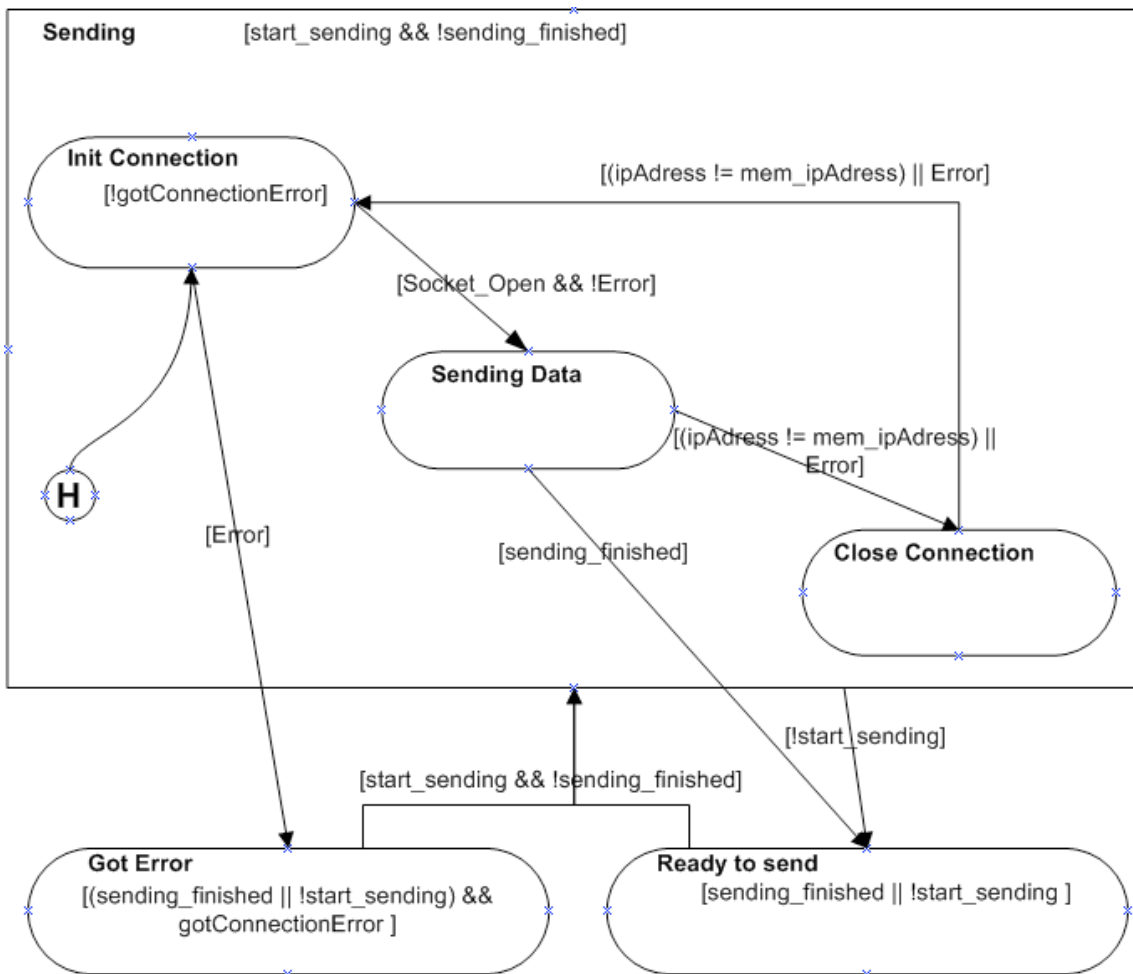 Sending
[start_sending && !sending_finished]
Init Connection
[!gotConnectionError]
[(ipAdress != mem_ipAdress) || Error]
[Socket_Open && !Error]
Sending Data
[(ipAdress != mem_ipAdress) ||
Error]
H
[Error]
[sending_finished]
Close Connection
[!start_sending]
[start_sending && !sending_finished]
Got Error
[(sending_finished || !start_sending) &&
gotConnectionError ]
Ready to send
[sending_finished || !start_sending ]